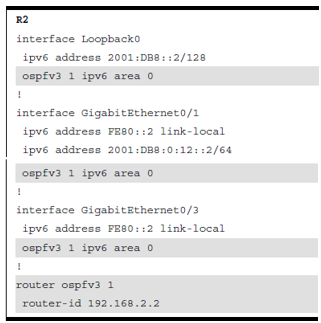 R2
interface Loopback0
ipv6 address 2001:DB8::2/128
ospfv3 1 ipv6 area 0
!
interface GigabitEthernet0/1
ipv6 address FE80::2 link-local
ipv6 address 2001:DB8:0:12::2/64
ospfv3 1 ipv6 area 0
!
interface GigabitEthernet0/3
ipv6 address FE80::2 link-local
ospfv3 1 ipv6 area 0
!
router ospfv3 1
router-id 192.168.2.2